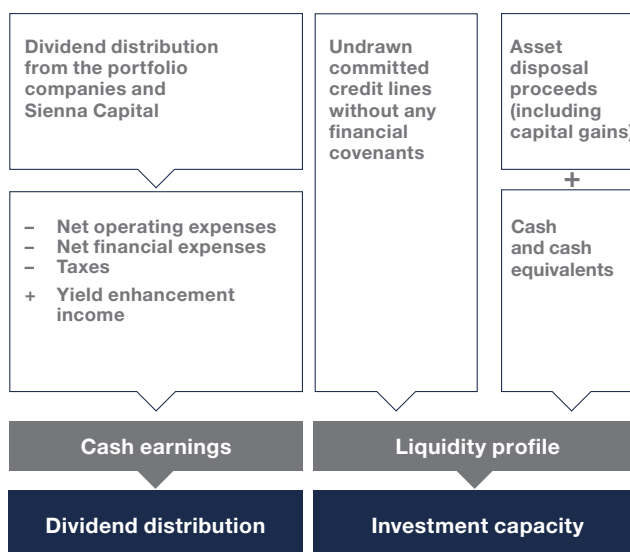 Dividend distribution
from the portfolio
companies and
Sienna Capital
– Net operating expenses
– Net financial expenses
– Taxes
+ Yield enhancement
income
Undrawn
committed
credit lines
without any
financial
covenants
Asset
disposal
proceeds
(including
capital gains)
+
Cash
and cash
equivalents
Cash earnings
Liquidity profile
Dividend distribution
Investment capacity